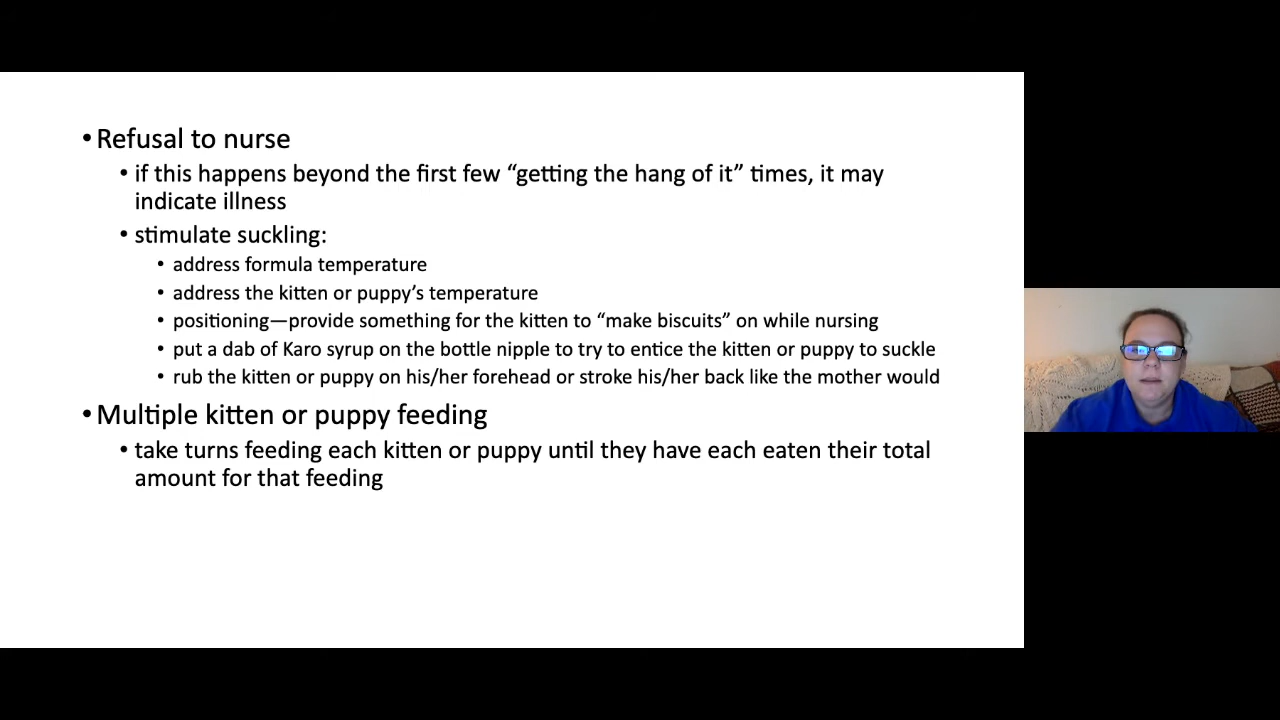 • Refusal to nurse
• if this happens beyond the first few “getting the hang of it” times, it may
indicate illness
• stimulate suckling:
• address formula temperature
• address the kitten or puppy’s temperature
• positioning—provide something for the kitten to “make biscuits” on while nursing
• put a dab of Karo syrup on the bottle nipple to try to entice the kitten or puppy to suckle
• rub the kitten or puppy on his/her forehead or stroke his/her back like the mother would
• Multiple kitten or puppy feeding
• take turns feeding each kitten or puppy until they have each eaten their total
amount for that feeding